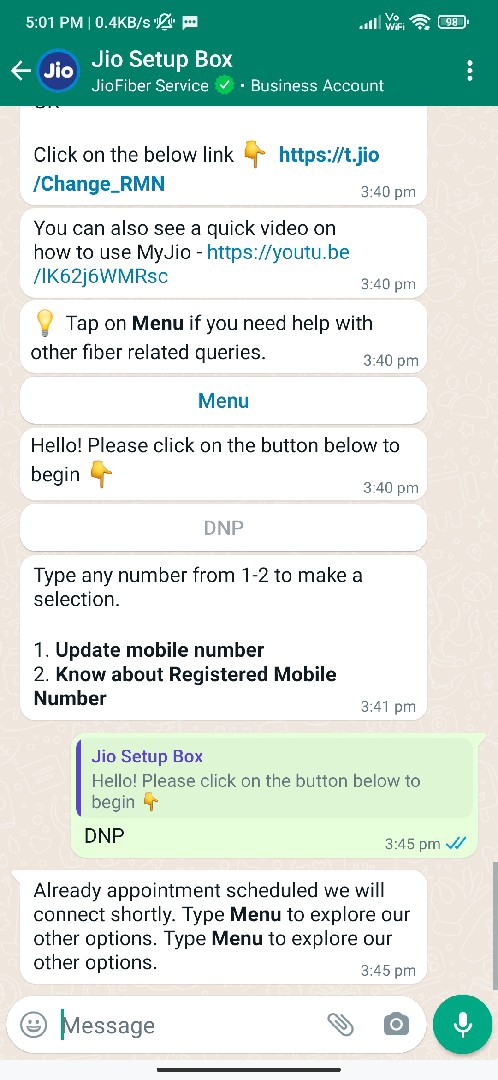 5:01 PM | 0.4KB/s
Vo
WiFi
98
Jio
Jio Setup Box
JioFiber Service • Business Account
Click on the below link 👇 https://t.jio
/Change_RMN
3:40 pm
You can also see a quick video on
how to use MyJio - https://youtu.be
/lK62j6WMRsc
3:40 pm
💡 Tap on Menu if you need help with
other fiber related queries.
3:40 pm
Menu
Hello! Please click on the button below to
begin 👇
3:40 pm
DNP
Type any number from 1-2 to make a
selection.
1. Update mobile number
2. Know about Registered Mobile
Number
3:41 pm
Jio Setup Box
Hello! Please click on the button below to
begin 👇
DNP
3:45 pm
Already appointment scheduled we will
connect shortly. Type Menu to explore our
other options. Type Menu to explore our
other options.
3:45 pm
Message